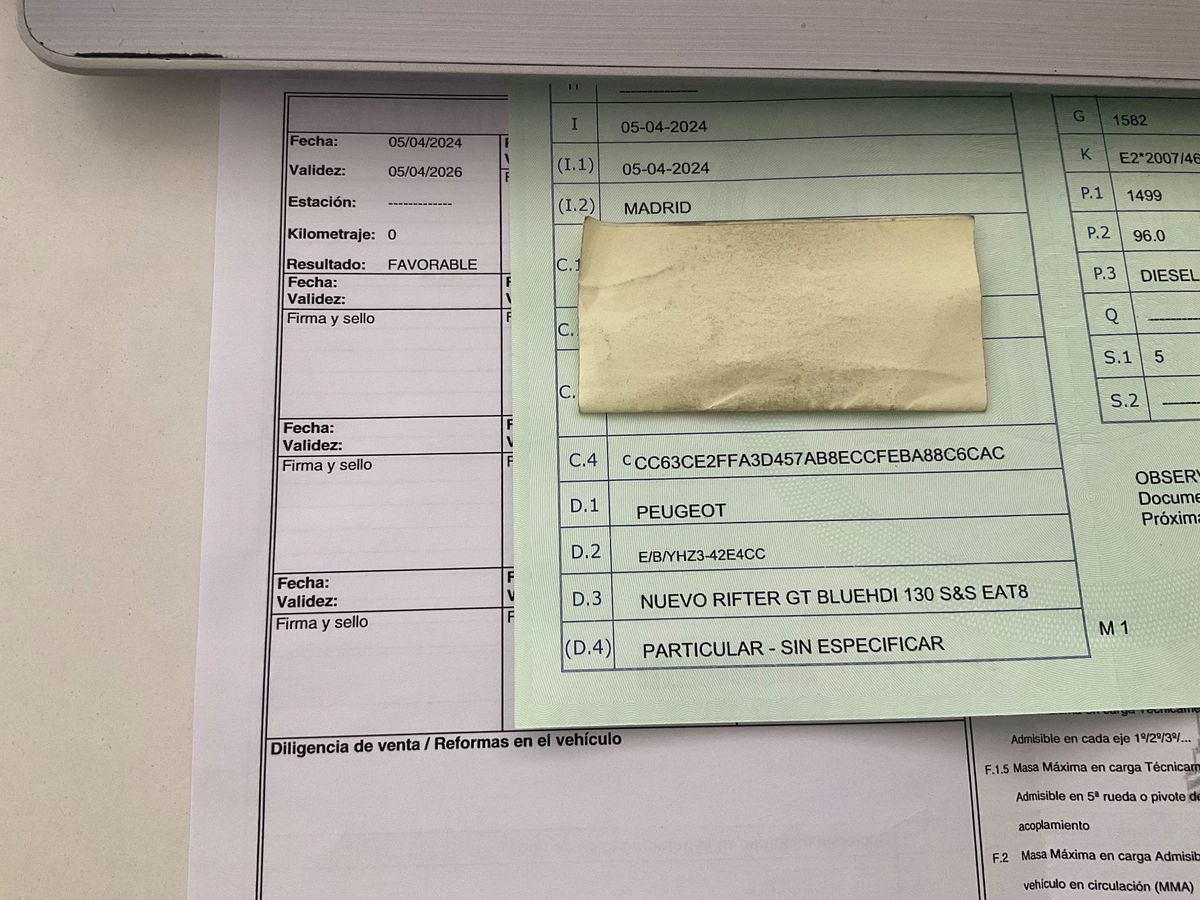 Fecha: 05/04/2024
Validez: 05/04/2026
Estación: -------------
Kilometraje: 0
Resultado: FAVORABLE
Fecha:
Validez:
Firma y sello
Fecha:
Validez:
Firma y sello
Fecha:
Validez:
Firma y sello
Diligencia de venta / Reformas en el vehículo
I 05-04-2024
(I.1) 05-04-2024
(I.2) MADRID
C.1
C.
C.
C.4 C CC63CE2FFA3D457AB8ECCFEBA88C6CAC
D.1 PEUGEOT
D.2 E/B/YHZ3-42E4CC
D.3 NUEVO RIFTER GT BLUEHDI 130 S&S EAT8
(D.4) PARTICULAR - SIN ESPECIFICAR
G 1582
K E2*2007/46
P.1 1499
P.2 96.0
P.3 DIESEL
Q
S.1 5
S.2
M 1
Admisible en cada eje 1º/2º/3º/...
F.1.5 Masa Máxima en carga
Admisible en 5ª rueda o pivote de
acoplamiento
F.2 Masa Máxima en carga
vehículo en circulación (MMA)